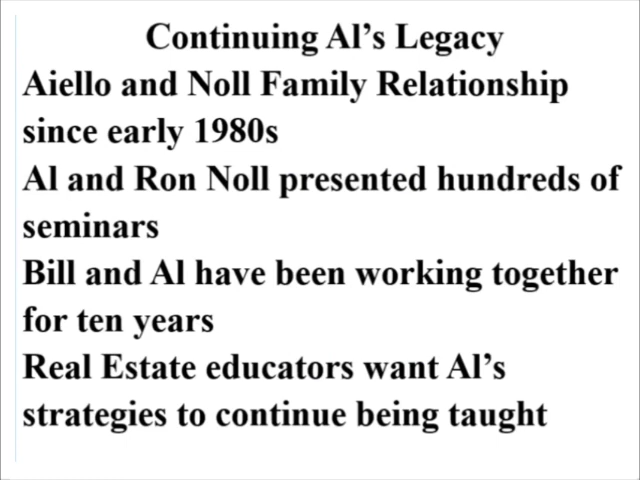 Continuing Al’s Legacy
Aiello and Noll Family Relationship
since early 1980s
Al and Ron Noll presented hundreds of
seminars
Bill and Al have been working together
for ten years
Real Estate educators want Al’s
strategies to continue being taught